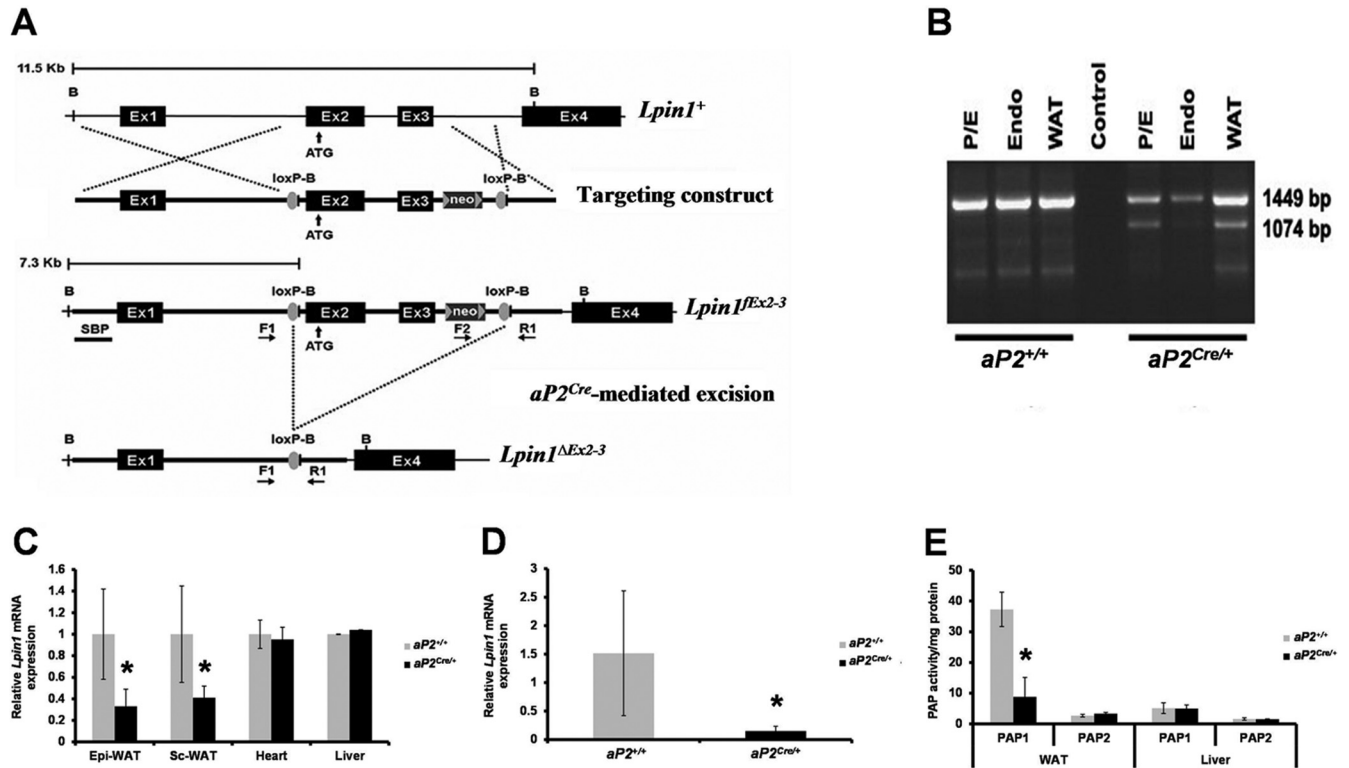 A
11.5 Kb
B
B
Ex1
Ex2
Ex3
Ex4
Lpin1+
ATG
loxP-B
loxP-B
Ex1
Ex2
Ex3
neo
Targeting construct
ATG
7.3 Kb
B
loxP-B
loxP-B
B
Ex1
Ex2
Ex3
neo
Ex4
Lpin1fEx2-3
SBP
F1
ATG
F2
R1
aP2Cre-mediated excision
B
loxP-B
B
Ex1
Ex4
Lpin1ΔEx2-3
F1
R1
B
P/E
Endo
WAT
Control
P/E
Endo
WAT
1449 bp
1074 bp
aP2+/+
aP2Cre/+
C
Relative Lpin1 mRNA
expression
1.6
1.4
1.2
1
0.8
0.6
0.4
0.2
0
*
*
Epi-WAT
Sc-WAT
Heart
Liver
aP2+/+
aP2Cre/+
D
Relative Lpin1 mRNA
expression
3
2.5
2
1.5
1
0.5
0
*
aP2+/+
aP2Cre/+
aP2+/+
aP2Cre/+
E
PAP activity/mg protein
50
40
30
20
10
0
*
PAP1
PAP2
PAP1
PAP2
WAT
Liver
aP2+/+
aP2Cre/+